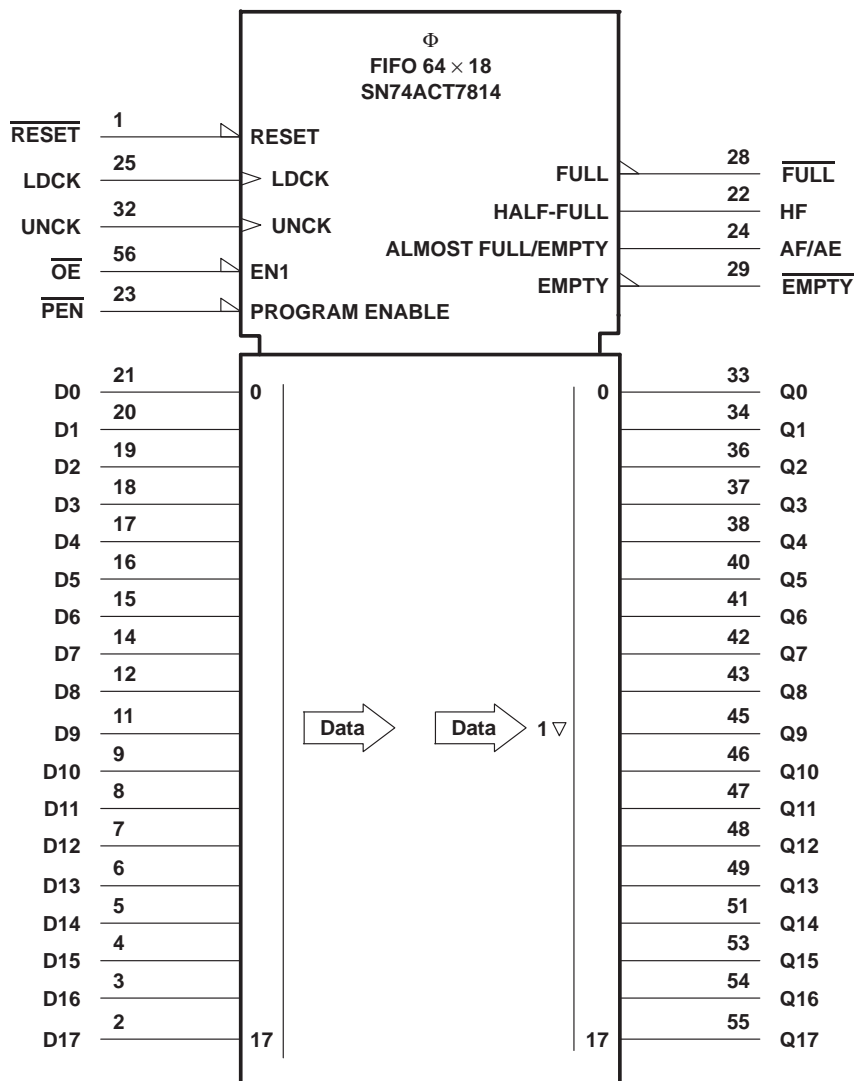 Φ
FIFO 64 × 18
SN74ACT7814
RESET 1 RESET
LDCK 25 LDCK
UNCK 32 UNCK
OE 56 EN1
PEN 23 PROGRAM ENABLE
FULL 28 FULL
HALF-FULL 22 HF
ALMOST FULL/EMPTY 24 AF/AE
EMPTY 29 EMPTY
D0 21 0 0 33 Q0
D1 20 34 Q1
D2 19 36 Q2
D3 18 37 Q3
D4 17 38 Q4
D5 16 40 Q5
D6 15 41 Q6
D7 14 42 Q7
D8 12 43 Q8
D9 11 Data Data 1 ▽ 45 Q9
D10 9 46 Q10
D11 8 47 Q11
D12 7 48 Q12
D13 6 49 Q13
D14 5 51 Q14
D15 4 53 Q15
D16 3 54 Q16
D17 2 17 17 55 Q17